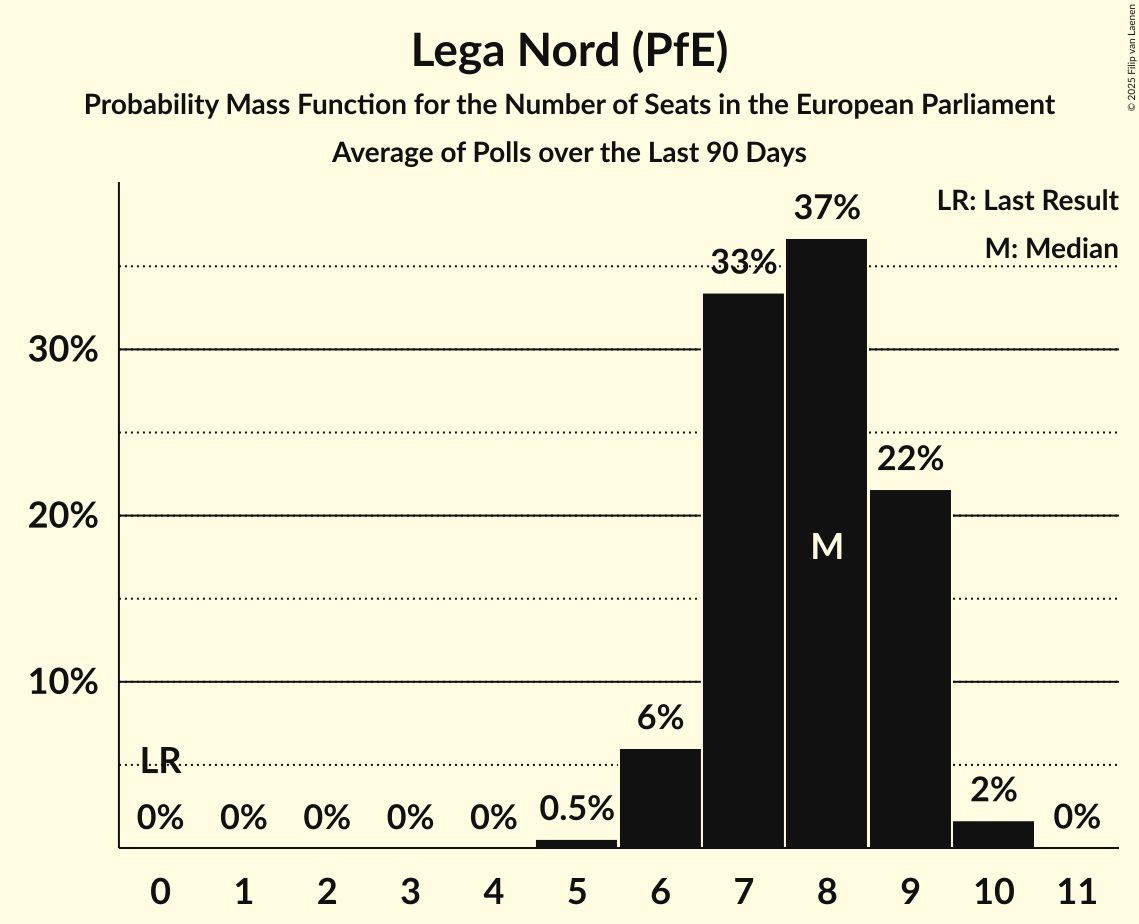 Lega Nord (PfE)
Probability Mass Function for the Number of Seats in the European Parliament
Average of Polls over the Last 90 Days
© 2025 Filip van Laenen
LR: Last Result
M: Median
37%
33%
30%
22%
20%
M
10%
6%
LR
2%
0% 0% 0% 0% 0% 0.5% 0%
0 1 2 3 4 5 6 7 8 9 10 11